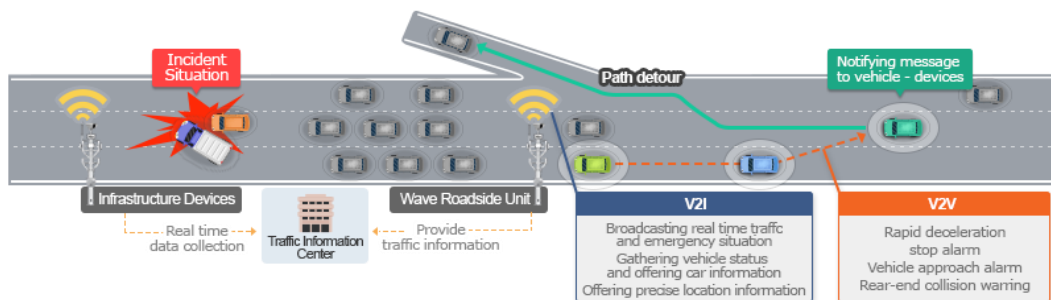 Incident
Situation
Path detour
Notifying message
to vehicle - devices
Infrastructure Devices
Wave Roadside Unit
Real time
data collection
Traffic Information
Center
Provide
traffic information
V2I
Broadcasting real time traffc
and emergency situation
Gathering vehicle status
and offering car information
Offering precise location information
V2V
Rapid deceleration
stop alarm
Vehicle approach alarm
Rear-end collision warring